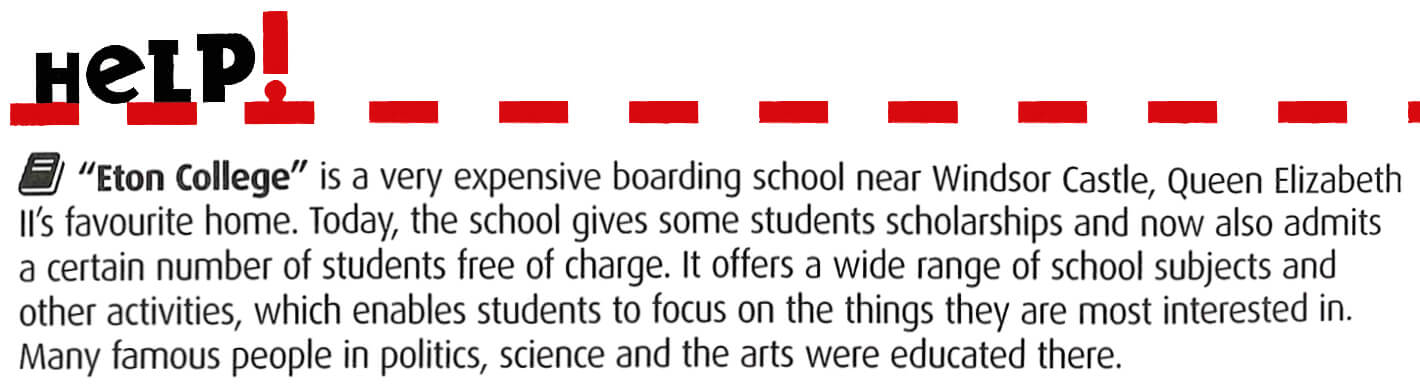 HeLP!
"Eton College" is a very expensive boarding school near Windsor Castle, Queen Elizabeth
II's favourite home. Today, the school gives some students scholarships and now also admits
a certain number of students free of charge. It offers a wide range of school subjects and
other activities, which enables students to focus on the things they are most interested in.
Many famous people in politics, science and the arts were educated there.